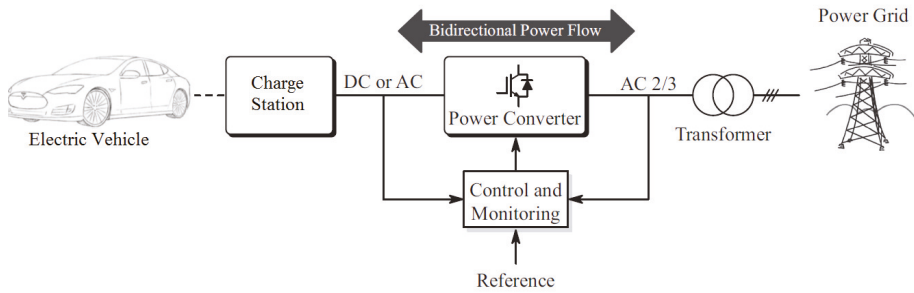 Power Grid
Bidirectional Power Flow
Charge
Station
DC or AC
AC 2/3
Power Converter
Transformer
Electric Vehicle
Control and
Monitoring
Reference